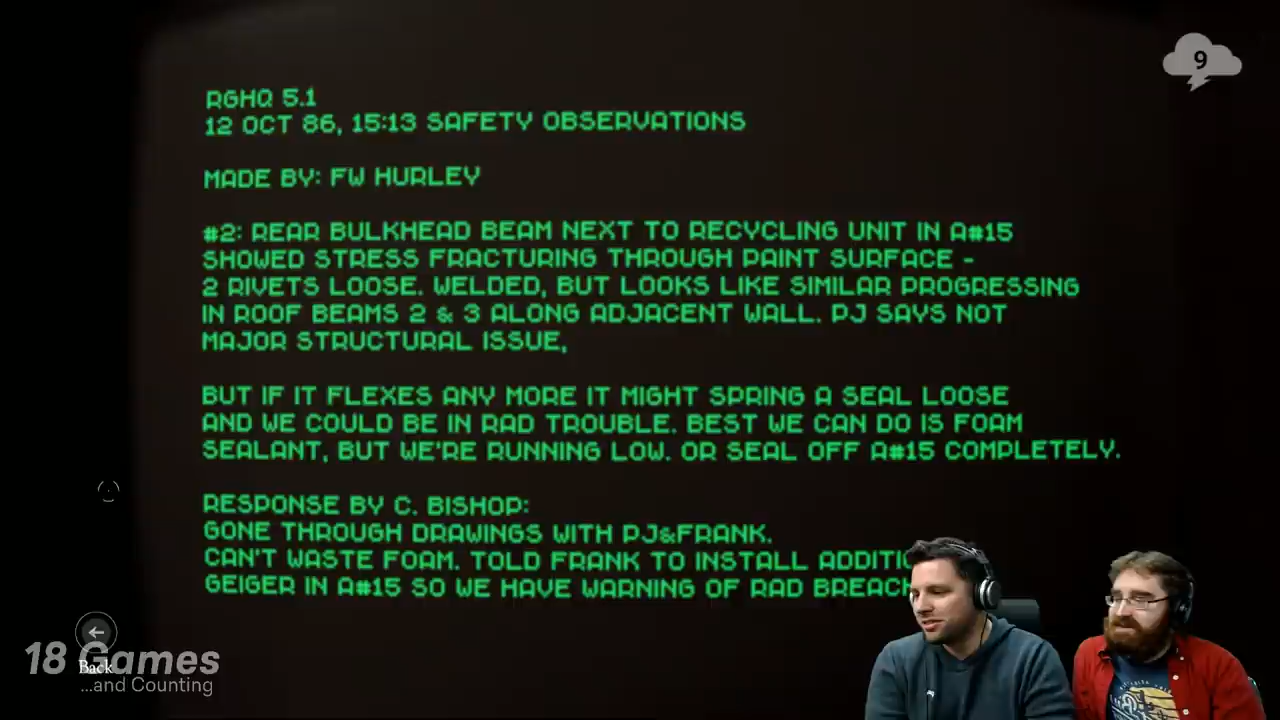 9
RGHQ 5.1
12 OCT 86, 15:13 SAFETY OBSERVATIONS
MADE BY: FW HURLEY
#2: REAR BULKHEAD BEAM NEXT TO RECYCLING UNIT IN A#15
SHOWED STRESS FRACTURING THROUGH PAINT SURFACE -
2 RIVETS LOOSE. WELDED, BUT LOOKS LIKE SIMILAR PROGRESSING
IN ROOF BEAMS 2 & 3 ALONG ADJACENT WALL. PJ SAYS NOT
MAJOR STRUCTURAL ISSUE,
BUT IF IT FLEXES ANY MORE IT MIGHT SPRING A SEAL LOOSE
AND WE COULD BE IN RAD TROUBLE. BEST WE CAN DO IS FOAM
SEALANT, BUT WE'RE RUNNING LOW. OR SEAL OFF A#15 COMPLETELY.
RESPONSE BY C. BISHOP:
GONE THROUGH DRAWINGS WITH PJ&FRANK.
CAN'T WASTE FOAM. TOLD FRANK TO INSTALL
GEIGER IN A#15 SO WE HAVE WARNING OF RAD BREACH
Back
18 Games
...and Counting